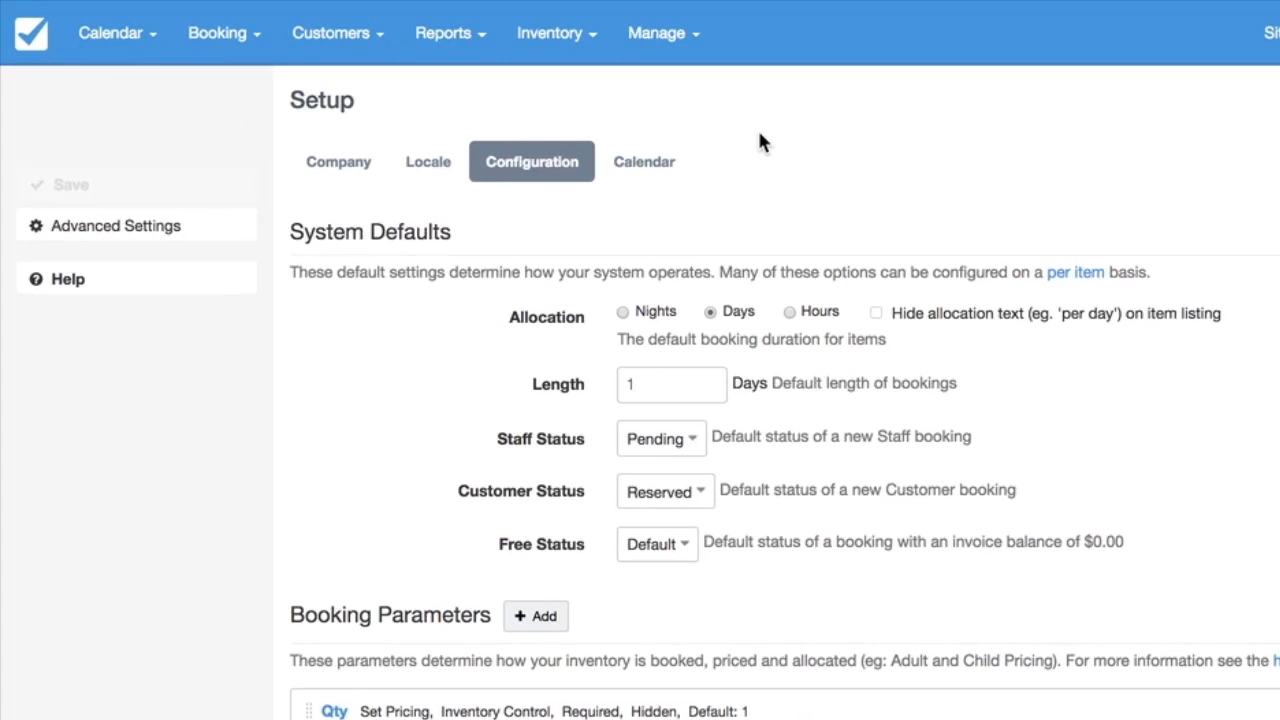 Calendar Booking Customers Reports Inventory Manage
Setup
Company Locale Configuration Calendar
Save
Advanced Settings
Help
System Defaults
These default settings determine how your system operates. Many of these options can be configured on a per item basis.
Allocation Nights Days Hours Hide allocation text (eg. 'per day') on item listing
The default booking duration for items
Length 1 Days Default length of bookings
Staff Status Pending Default status of a new Staff booking
Customer Status Reserved Default status of a new Customer booking
Free Status Default Default status of a booking with an invoice balance of $0.00
Booking Parameters + Add
These parameters determine how your inventory is booked, priced and allocated (eg: Adult and Child Pricing). For more information see the
Qty Set Pricing, Inventory Control, Required, Hidden, Default: 1